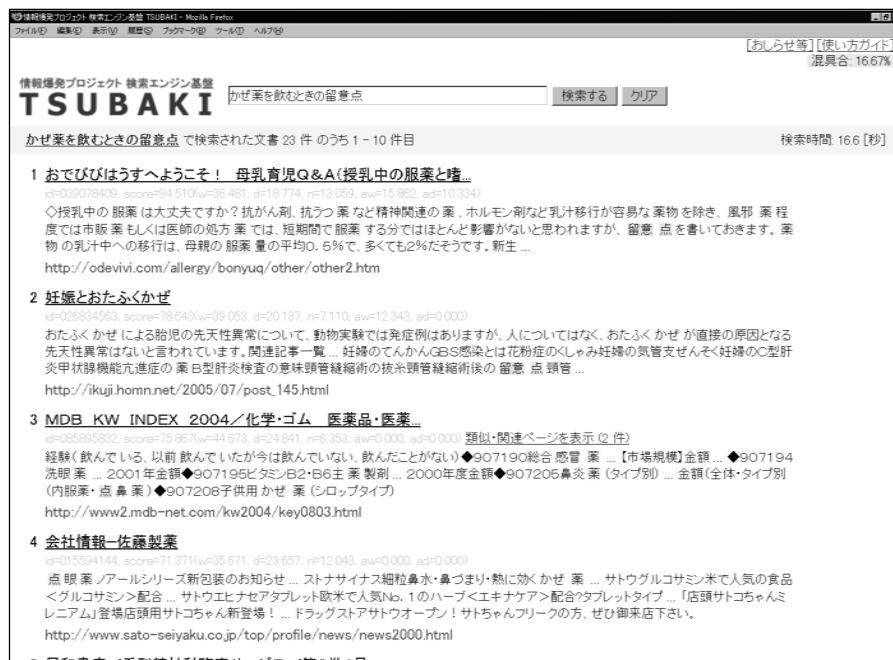 情報爆発プロジェクト 検索エンジン基盤 TSUBAKI - Mozilla Firefox
ファイル(F) 編集(E) 表示(V) 履歴(S) ブックマーク(B) ツール(T) ヘルプ(H)
[おしらせ等] [使い方ガイド]
混具合: 16.67%
情報爆発プロジェクト 検索エンジン基盤
TSUBAKI
かぜ薬を飲むときの留意点 検索する クリア
かぜ薬を飲むときの留意点 で検索された文書 23 件 のうち 1 - 10 件目 検索時間: 16.6 [秒]
1 おでびびはうすへようこそ! 母乳育児Q&A(授乳中の服薬と嗜...
id=039078409, score=94.510(w=36.481, d=18.774, n=13.059, aw=15.862, ad=10.334)
◇授乳中の 服薬 は大丈夫ですか?抗がん剤、抗うつ 薬 など精神関連の 薬 、ホルモン剤など乳汁移行が容易な 薬物 を除き、 風邪 薬 程
度では市販 薬 もしくは医師の処方 薬 では、短期間で 服薬 する分ではほとんど影響がないと思われますが、 留意 点 を書いておきます。 薬
物 の乳汁中への移行は、母親の 服薬 量の平均0. 5%で、多くても2%だそうです。新生 ...
http://odevivi.com/allergy/bonyuq/other/other2.htm
2 妊娠とおたふくかぜ
id=026834563, score=78.643(w=39.053, d=20.137, n=7.110, aw=12.343, ad=0.000)
おたふく かぜ による胎児の先天性異常について、動物実験では発症例はありますが、人についてはなく、おたふく かぜ が直接の原因となる
先天性異常はないと言われています。関連記事一覧 ... 妊婦のてんかんGBS感染とは花粉症のくしゃみ妊婦の気管支ぜんそく妊婦のC型肝
炎甲状腺機能亢進症の 薬 B型肝炎検査の意味頸管縫縮術の抜糸頸管縫縮術後の 留意 点 頸管 ...
http://ikuji.homn.net/2005/07/post_145.html
3 MDB KW INDEX 2004/化学・ゴム 医薬品・医薬...
id=085895832, score=75.867(w=44.673, d=24.841, n=6.353, aw=0.000, ad=0.000) 類似・関連ページを表示 (2 件)
経験( 飲んで いる、以前 飲んで いたが今は飲んでいない、飲んだことがない)◆907190総合 感冒 薬 ... 【市場規模】金額 ... ◆907194
洗眼 薬 ... 2001年金額◆907195ビタミンB2・B6主 薬 製剤 ... 2000年度金額◆907205鼻炎 薬 (タイプ別) ... 金額(全体・タイプ別
(内服薬・ 点 鼻 薬 )◆907208子供用 かぜ 薬 (シロップタイプ)
http://www2.mdb-net.com/kw2004/key0803.html
4 会社情報-佐藤製薬
id=015594144, score=71.371(w=35.671, d=23.657, n=12.043, aw=0.000, ad=0.000)
点 眼 薬 ノアールシリーズ新包装のお知らせ ... ストナサイナス細粒鼻水・鼻づまり・熱に効く かぜ 薬 ... サトウグルコサミン米で人気の食品
<グルコサミン>配合 ... サトウエヒナセアタブレット欧米で人気No. 1のハーブ<エキナケア>配合?タブレットタイプ ... 「店頭サトコちゃんミ
レニアム」登場店頭用サトコちゃん新登場! ... ドラッグストアサトウオープン!サトちゃんフリークの方、ぜひ御来店下さい。
http://www.sato-seiyaku.co.jp/top/profile/news/news2000.html